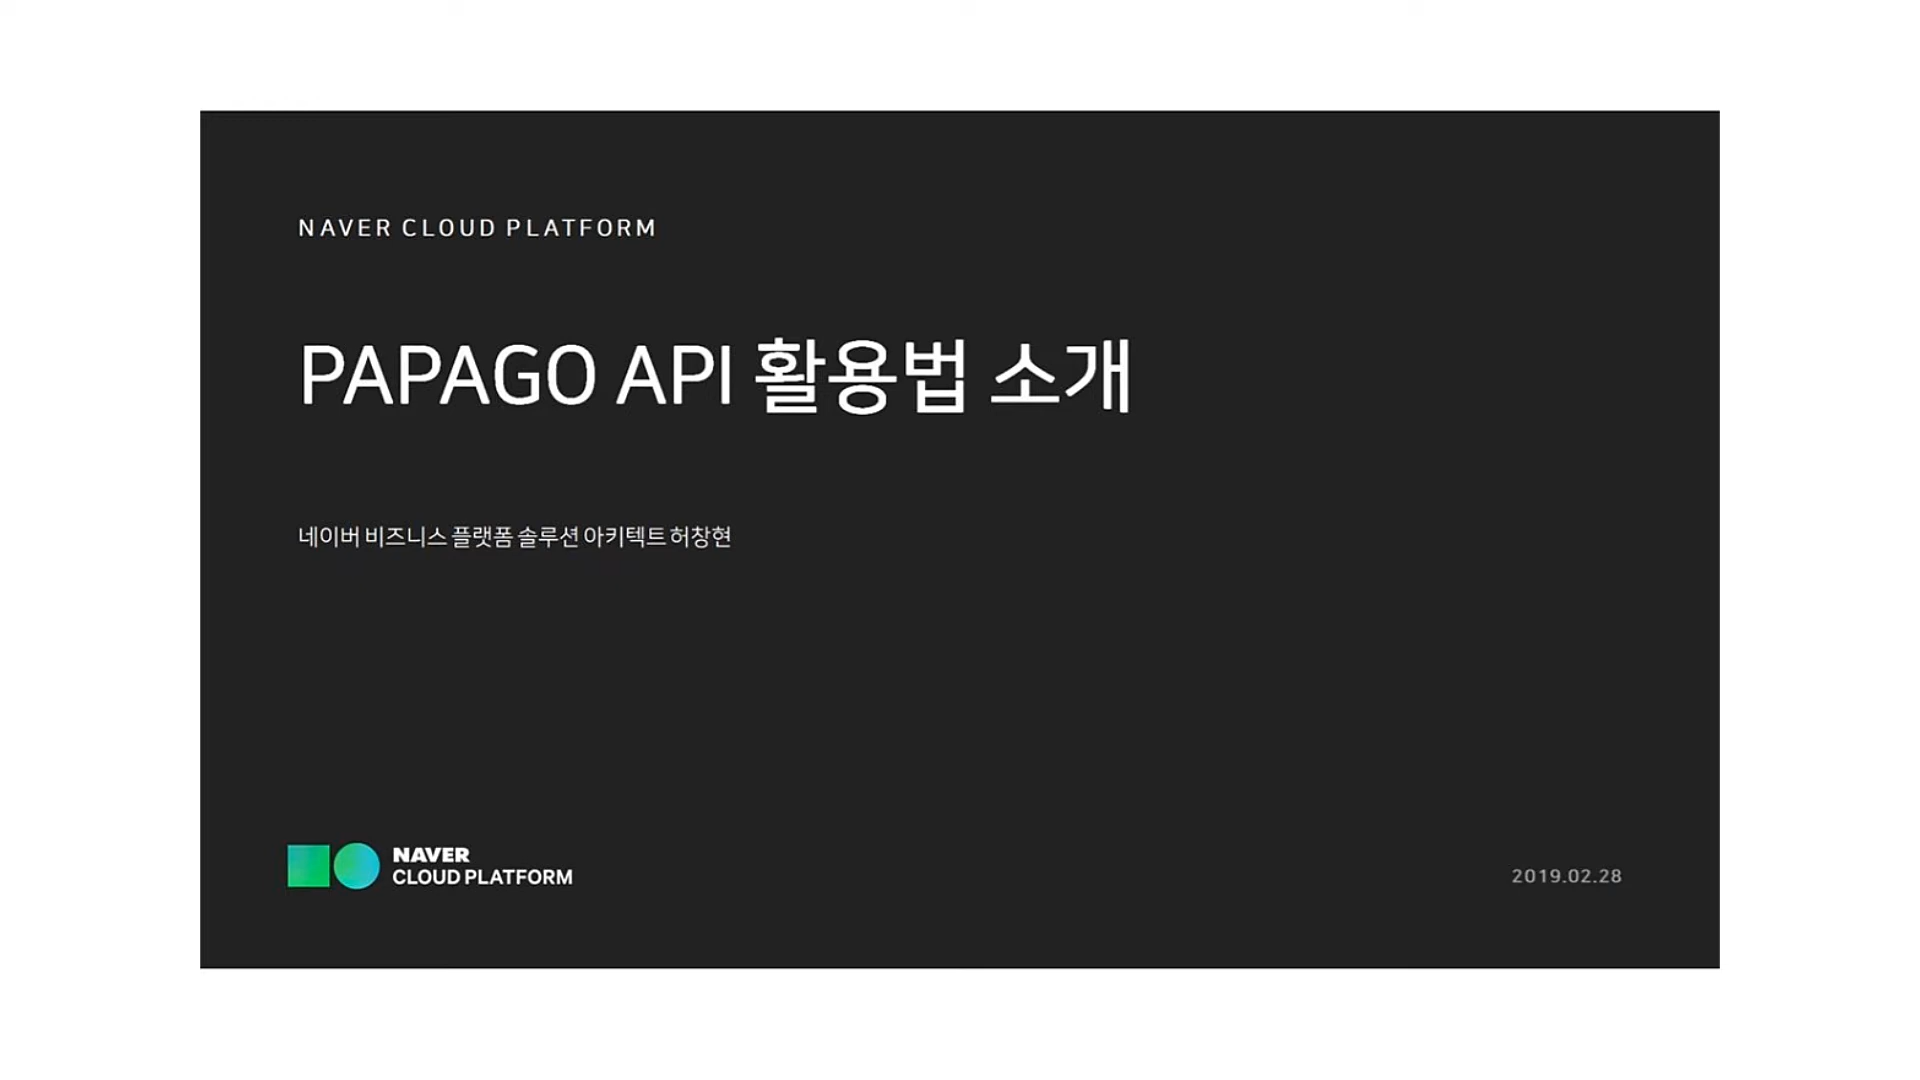 NAVER CLOUD PLATFORM
PAPAGO API 활용법 소개
네이버 비즈니스 플랫폼 솔루션 아키텍트 허창현
NAVER
CLOUD PLATFORM
2019.02.28